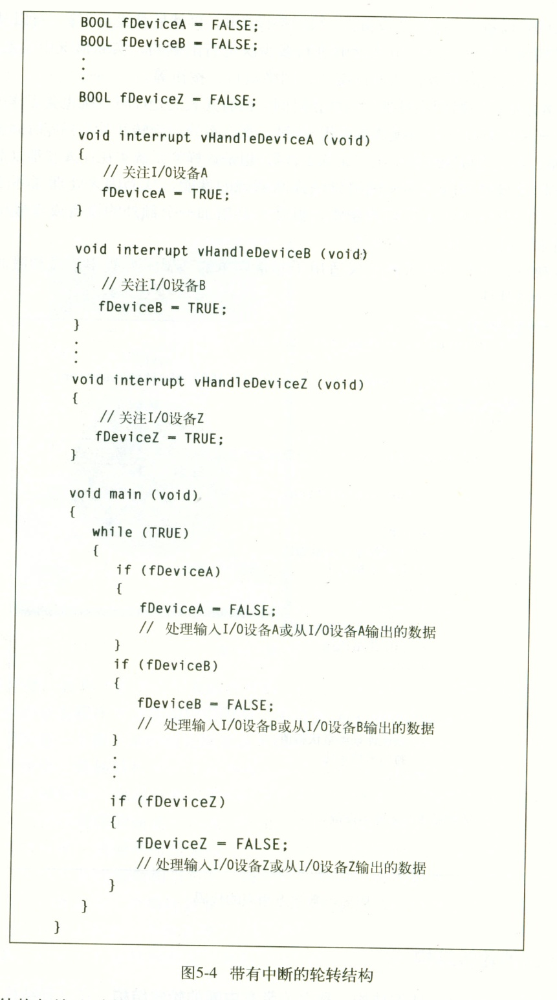 BOOL fDeviceA = FALSE;
BOOL fDeviceB = FALSE;
.
.
.
BOOL fDeviceZ = FALSE;
void interrupt vHandleDeviceA (void)
{
// 关注I/O设备A
fDeviceA = TRUE;
}
void interrupt vHandleDeviceB (void)
{
// 关注I/O设备B
fDeviceB = TRUE;
}
.
.
.
void interrupt vHandleDeviceZ (void)
{
// 关注I/O设备Z
fDeviceZ = TRUE;
}
void main (void)
{
while (TRUE)
{
if (fDeviceA)
{
fDeviceA = FALSE;
// 处理输入I/O设备A或从I/O设备A输出的数据
}
if (fDeviceB)
{
fDeviceB = FALSE;
// 处理输入I/O设备B或从I/O设备B输出的数据
}
.
.
.
if (fDeviceZ)
{
fDeviceZ = FALSE;
// 处理输入I/O设备Z或从I/O设备Z输出的数据
}
}
}
图5-4 带有中断的轮转结构